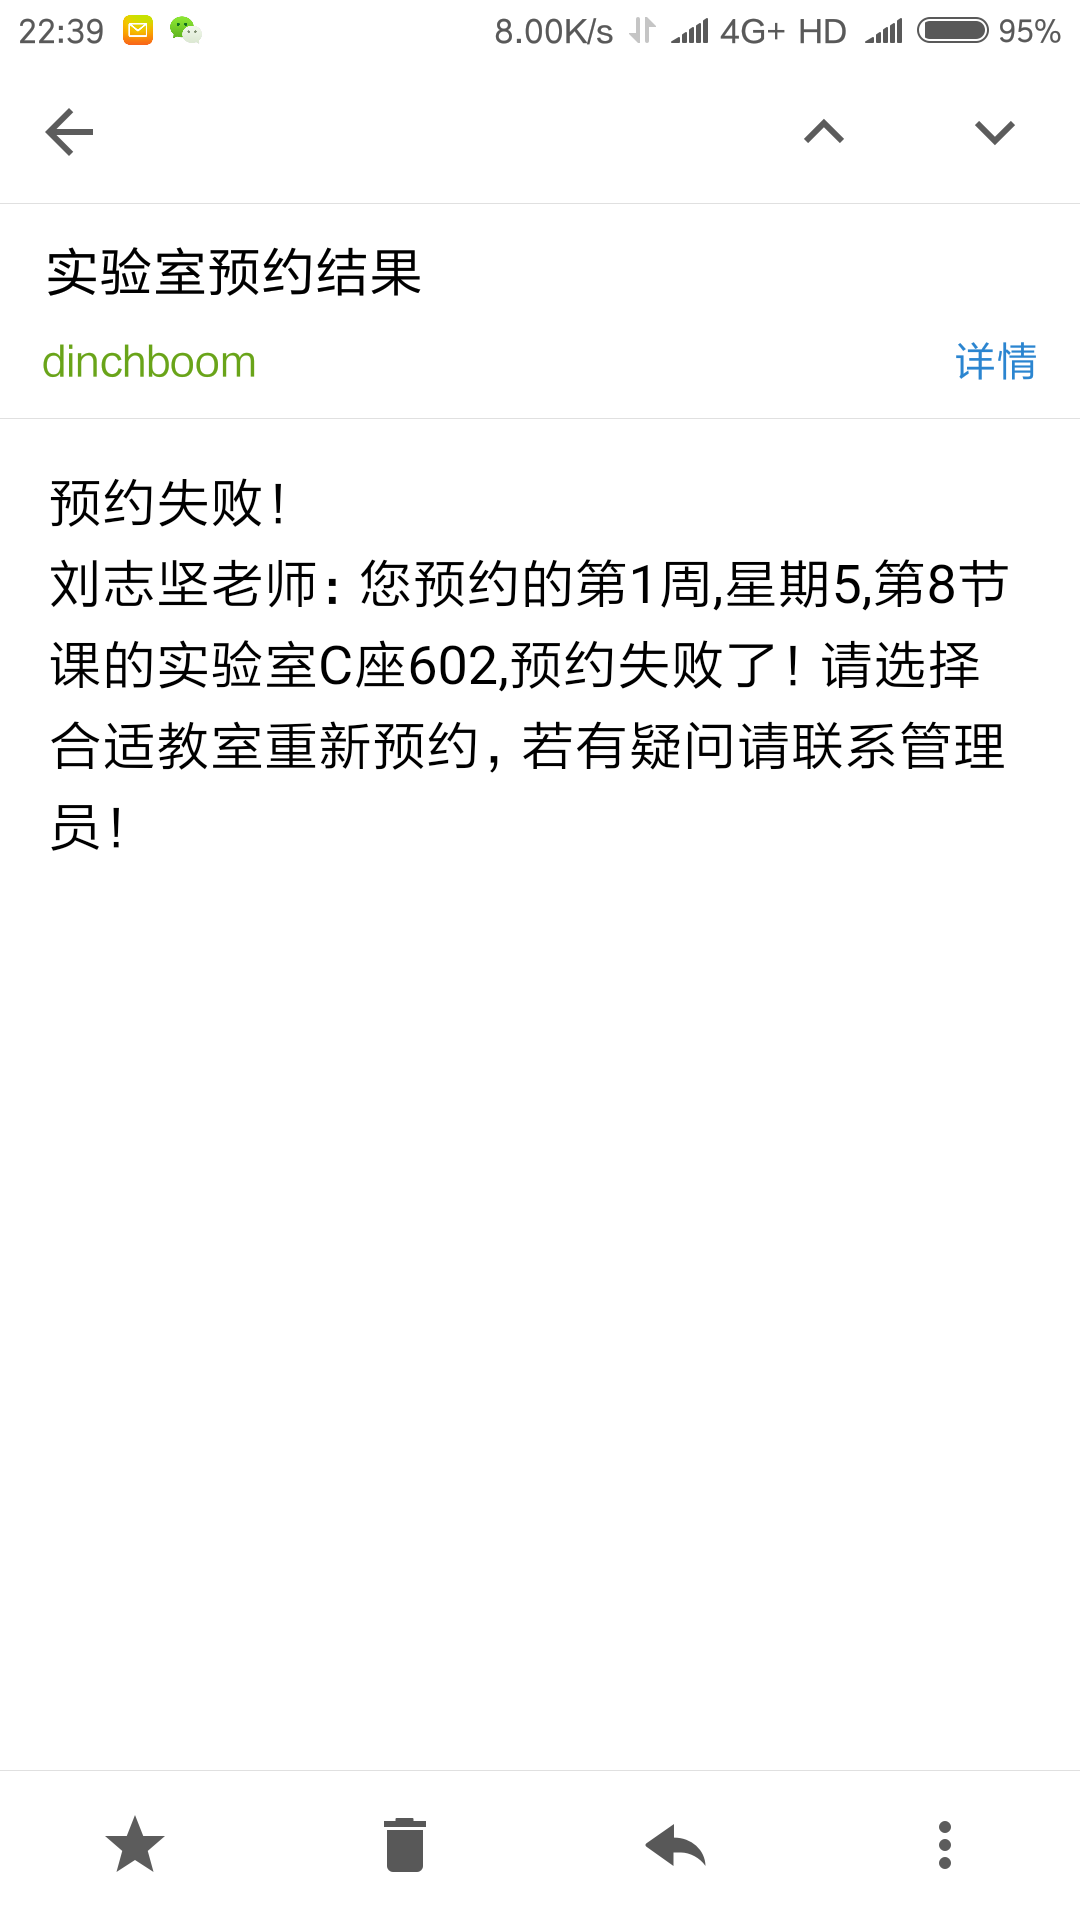 22:39 8.00K/s 4G+ HD 95%
实验室预约结果
dinchboom 详情
预约失败！
刘志坚老师：您预约的第1周,星期5,第8节
课的实验室C座602,预约失败了！请选择
合适教室重新预约，若有疑问请联系管理
员！